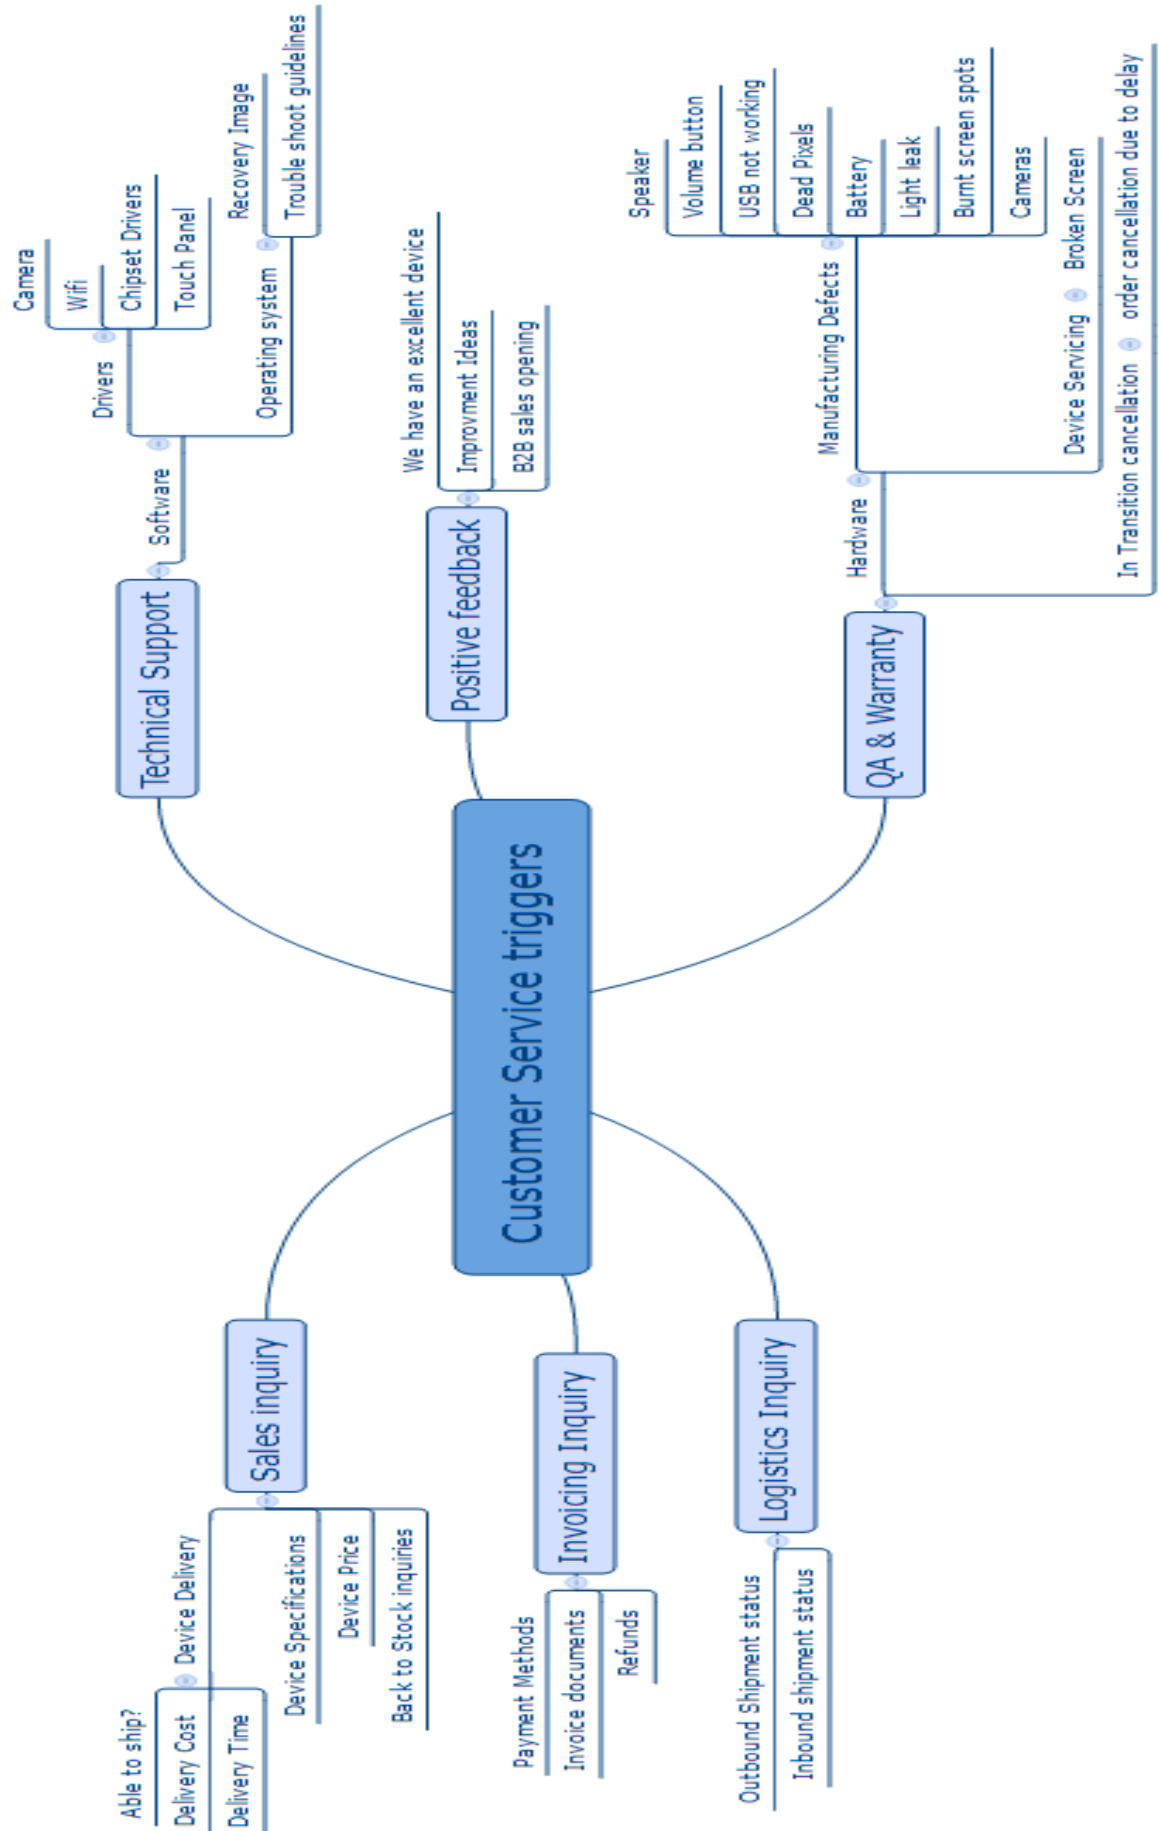 Customer Service triggers
Technical Support
Software
Drivers
Camera
Wifi
Chipset Drivers
Touch Panel
Operating system
Recovery Image
Trouble shoot guidelines
Positive feedback
We have an excellent device
Improvment Ideas
B2B sales opening
QA & Warranty
Hardware
Manufacturing Defects
Speaker
Volume button
USB not working
Dead Pixels
Battery
Light leak
Burnt screen spots
Cameras
Device Servicing
Broken Screen
In Transition cancellation
order cancellation due to delay
Sales inquiry
Device Delivery
Able to ship?
Delivery Cost
Delivery Time
Device Specifications
Device Price
Back to Stock inquiries
Invoicing Inquiry
Payment Methods
Invoice documents
Refunds
Logistics Inquiry
Outbound Shipment status
Inbound shipment status